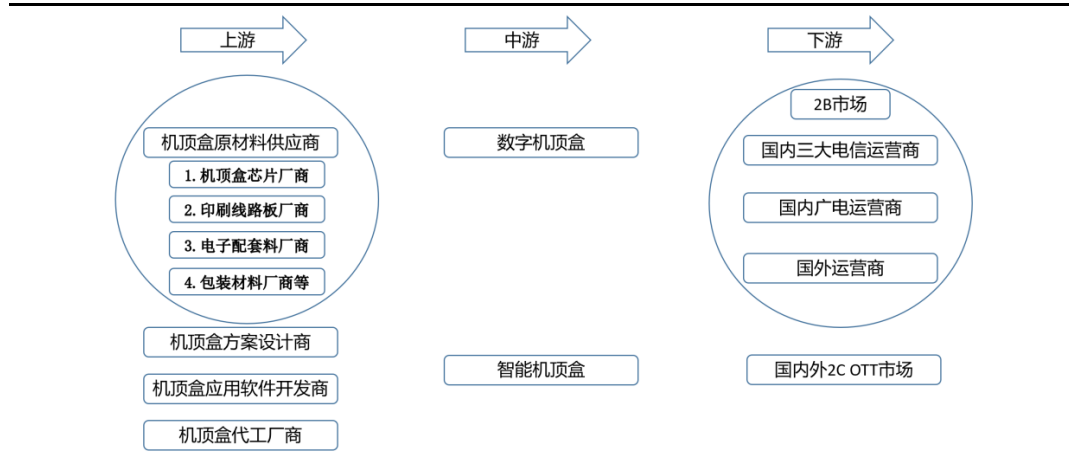 上游
中游
下游
机顶盒原材料供应商
1. 机顶盒芯片厂商
2. 印刷线路板厂商
3. 电子配套料厂商
4. 包装材料厂商等
机顶盒方案设计商
机顶盒应用软件开发商
机顶盒代工厂商
数字机顶盒
智能机顶盒
2B市场
国内三大电信运营商
国内广电运营商
国外运营商
国内外2C OTT市场